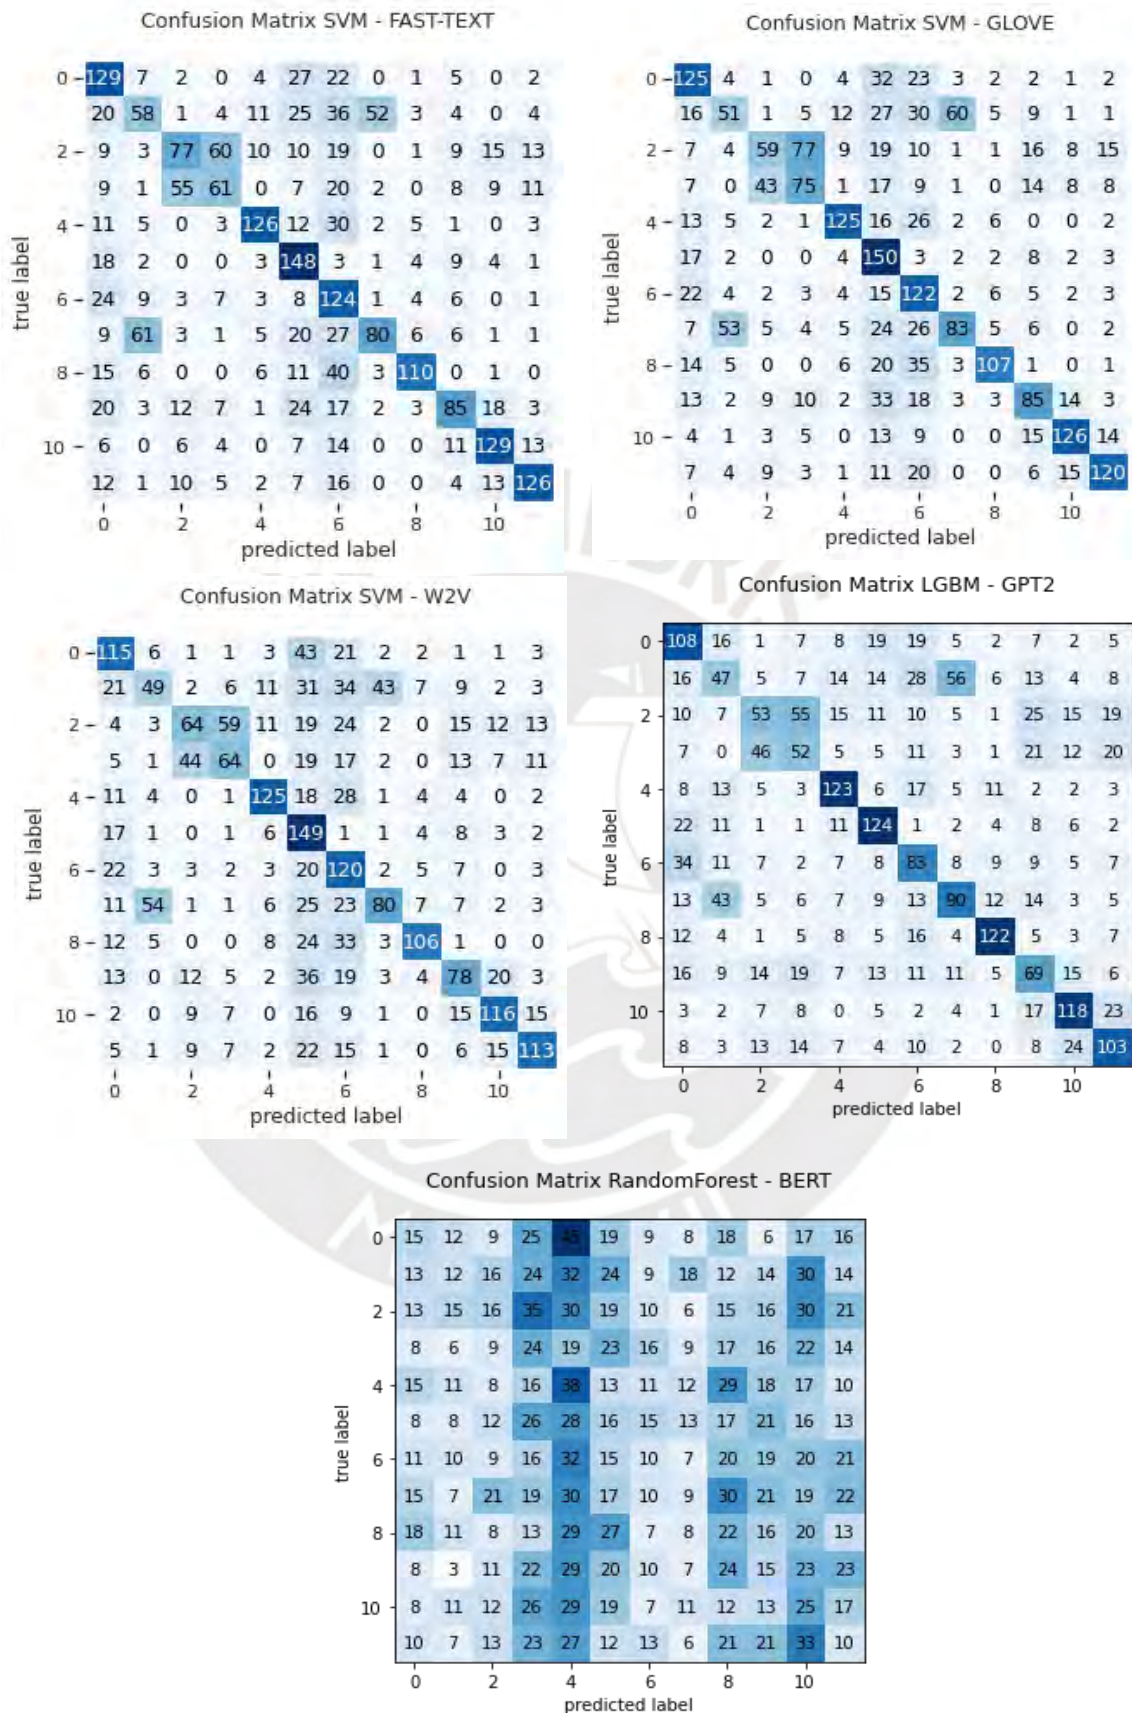 Confusion Matrix SVM - FAST-TEXT
0 129 7 2 0 4 27 22 0 1 5 0 2
20 58 1 4 11 25 36 52 3 4 0 4
2 9 3 77 60 10 10 19 0 1 9 15 13
9 1 55 61 0 7 20 2 0 8 9 11
4 11 5 0 3 126 12 30 2 5 1 0 3
18 2 0 0 3 148 3 1 4 9 4 1
6 24 9 3 7 3 8 124 1 4 6 0 1
9 61 3 1 5 20 27 80 6 6 1 1
8 15 6 0 0 6 11 40 3 110 0 1 0
20 3 12 7 1 24 17 2 3 85 18 3
10 6 0 6 4 0 7 14 0 0 11 129 13
12 1 10 5 2 7 16 0 0 4 13 126
0 2 4 6 8 10
predicted label
true label
Confusion Matrix SVM - GLOVE
0 125 4 1 0 4 32 23 3 2 2 1 2
16 51 1 5 12 27 30 60 5 9 1 1
2 7 4 59 77 9 19 10 1 1 16 8 15
7 0 43 75 1 17 9 1 0 14 8 8
4 13 5 2 1 125 16 26 2 6 0 0 2
17 2 0 0 4 150 3 2 2 8 2 3
6 22 4 2 3 4 15 122 2 6 5 2 3
7 53 5 4 5 24 26 83 5 6 0 2
8 14 5 0 0 6 20 35 3 107 1 0 1
13 2 9 10 2 33 18 3 3 85 14 3
10 4 1 3 5 0 13 9 0 0 15 126 14
7 4 9 3 1 11 20 0 0 6 15 120
0 2 4 6 8 10
predicted label
true label
Confusion Matrix SVM - W2V
0 115 6 1 1 3 43 21 2 2 1 1 3
21 49 2 6 11 31 34 43 7 9 2 3
2 4 3 64 59 11 19 24 2 0 15 12 13
5 1 44 64 0 19 17 2 0 13 7 11
4 11 4 0 1 125 18 28 1 4 4 0 2
17 1 0 1 6 149 1 1 4 8 3 2
6 22 3 3 2 3 20 120 2 5 7 0 3
11 54 1 1 6 25 23 80 7 7 2 3
8 12 5 0 0 8 24 33 3 106 1 0 0
13 0 12 5 2 36 19 3 4 78 20 3
10 2 0 9 7 0 16 9 1 0 15 116 15
5 1 9 7 2 22 15 1 0 6 15 113
0 2 4 6 8 10
predicted label
true label
Confusion Matrix LGBM - GPT2
0 108 16 1 7 8 19 19 5 2 7 2 5
16 47 5 7 14 14 28 56 6 13 4 8
2 10 7 53 55 15 11 10 5 1 25 15 19
7 0 46 52 5 5 11 3 1 21 12 20
4 8 13 5 3 123 6 17 5 11 2 2 3
22 11 1 1 11 124 1 2 4 8 6 2
6 34 11 7 2 7 8 83 8 9 9 5 7
13 43 5 6 7 9 13 90 12 14 3 5
8 12 4 1 5 8 5 16 4 122 5 3 7
16 9 14 19 7 13 11 11 5 69 15 6
10 3 2 7 8 0 5 2 4 1 17 118 23
8 3 13 14 7 4 10 2 0 8 24 103
0 2 4 6 8 10
predicted label
true label
Confusion Matrix RandomForest - BERT
0 15 12 9 25 45 19 9 8 18 6 17 16
13 12 16 24 32 24 9 18 12 14 30 14
2 13 15 16 35 30 19 10 6 15 16 30 21
8 6 9 24 19 23 16 9 17 16 22 14
4 15 11 8 16 38 13 11 12 29 18 17 10
8 8 12 26 28 16 15 13 17 21 16 13
6 11 10 9 16 32 15 10 7 20 19 20 21
15 7 21 19 30 17 10 9 30 21 19 22
8 18 11 8 13 29 27 7 8 22 16 20 13
8 3 11 22 29 20 10 7 24 15 23 23
10 8 11 12 26 29 19 7 11 12 13 25 17
10 7 13 23 27 12 13 6 21 21 33 10
0 2 4 6 8 10
predicted label
true label